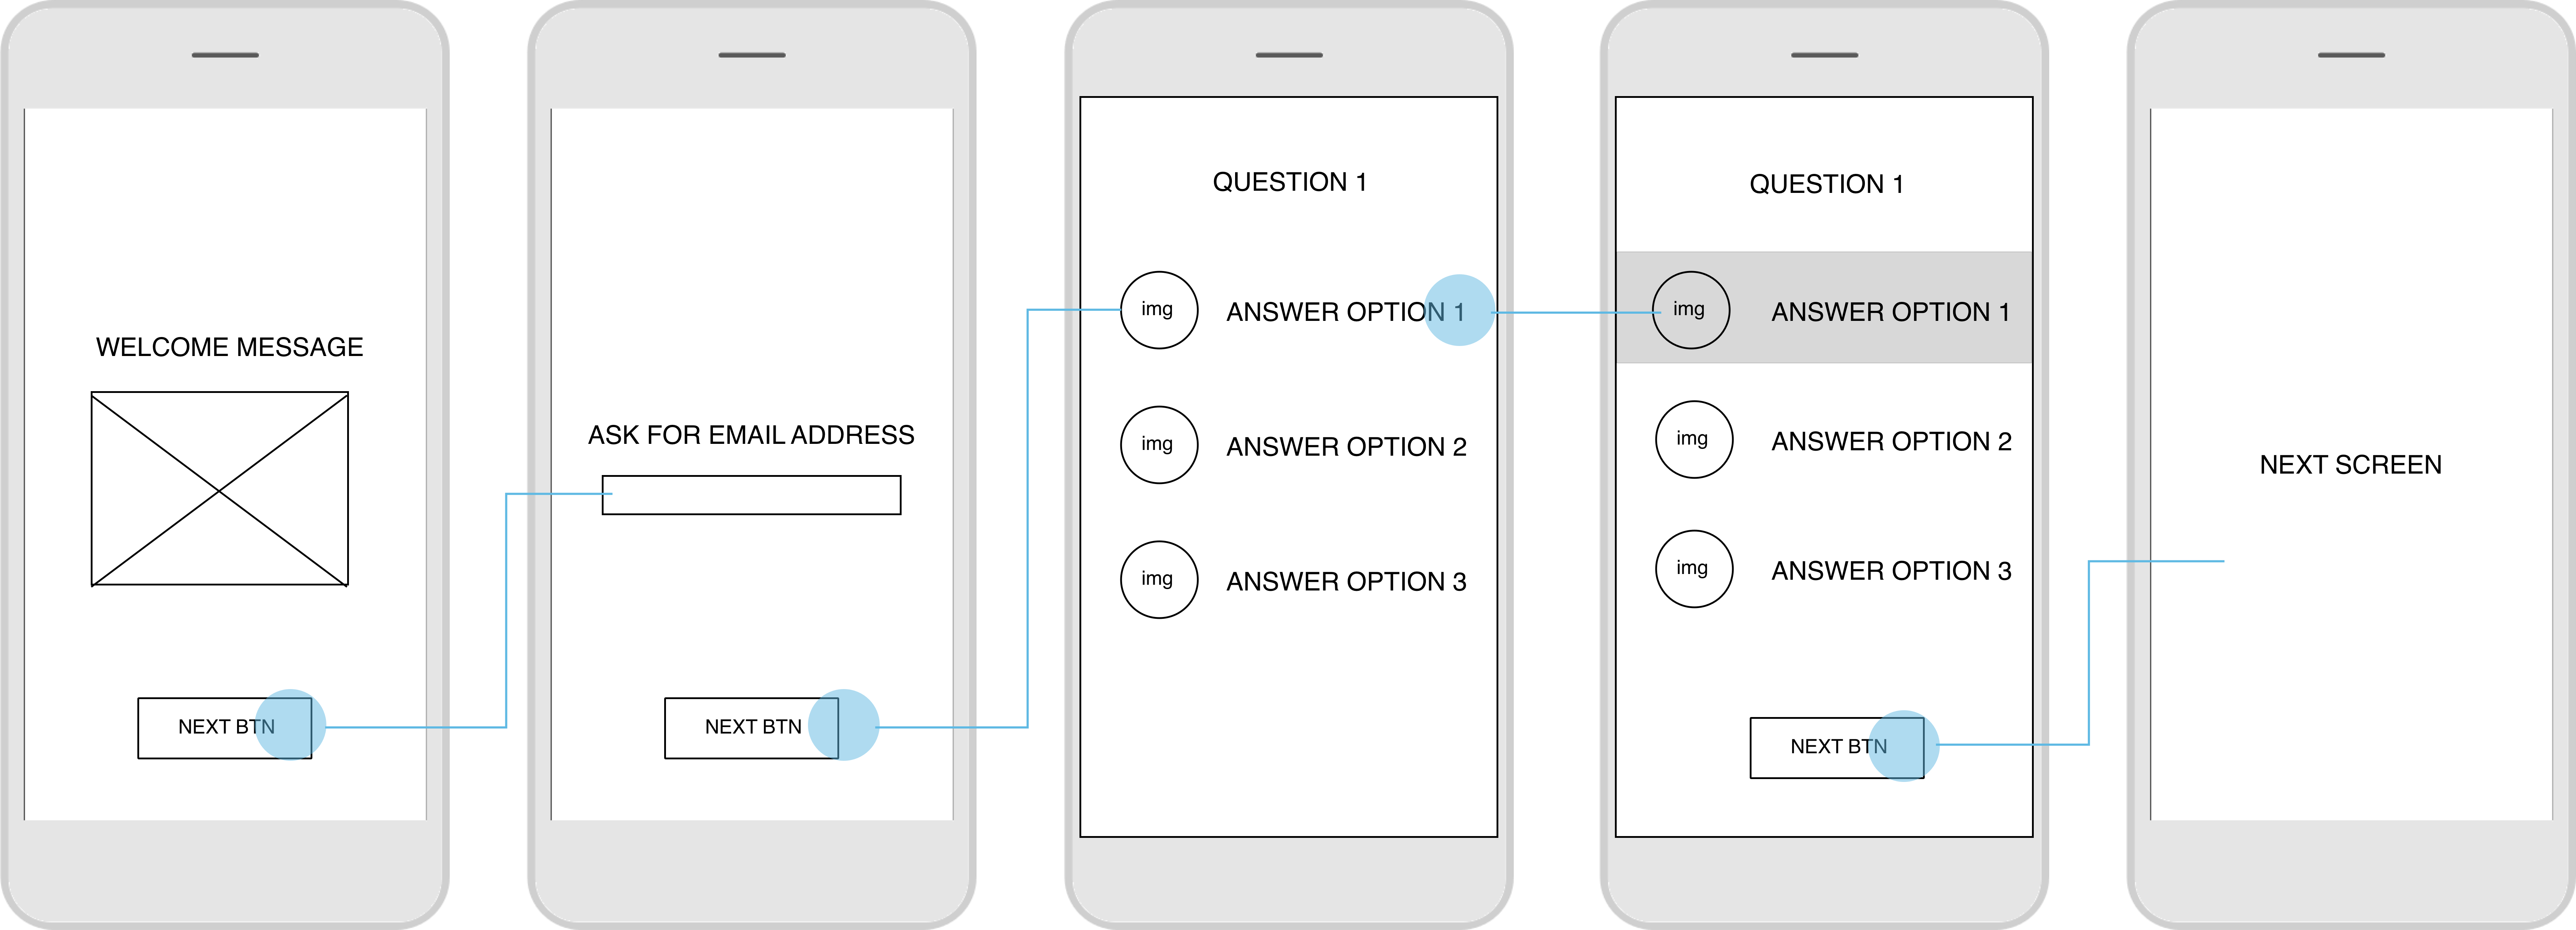 WELCOME MESSAGE
NEXT BTN
ASK FOR EMAIL ADDRESS
NEXT BTN
QUESTION 1
img ANSWER OPTION 1
img ANSWER OPTION 2
img ANSWER OPTION 3
QUESTION 1
img ANSWER OPTION 1
img ANSWER OPTION 2
img ANSWER OPTION 3
NEXT BTN
NEXT SCREEN